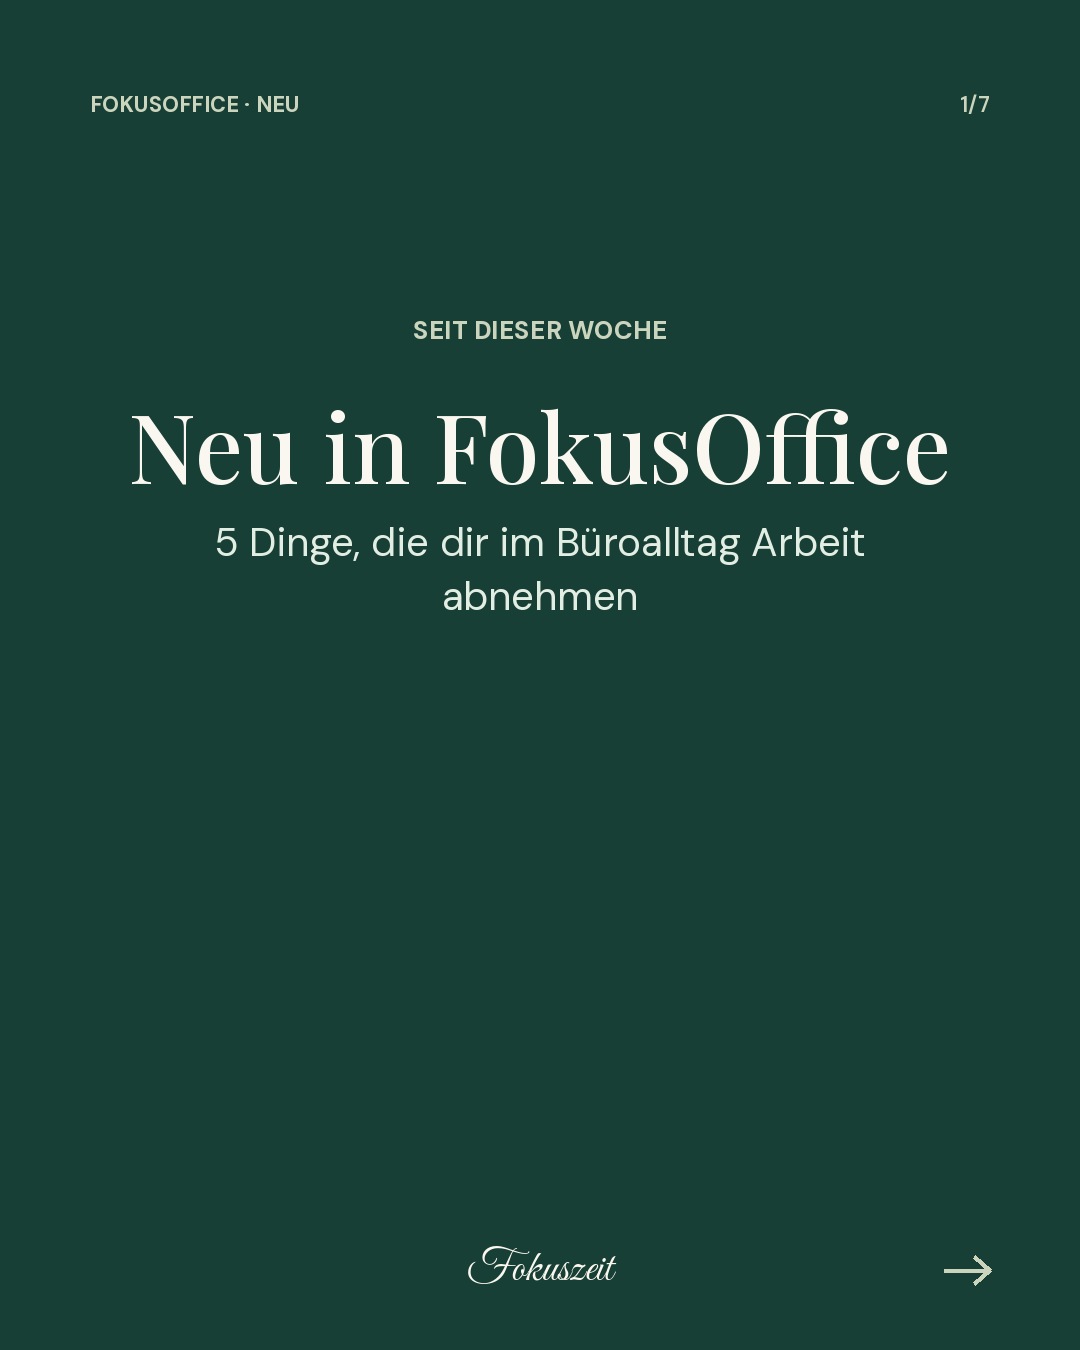 FOKUSOFFICE · NEU
1/7
SEIT DIESER WOCHE
Neu in FokusOffice
5 Dinge, die dir im Büroalltag Arbeit
abnehmen
Fokuszeit